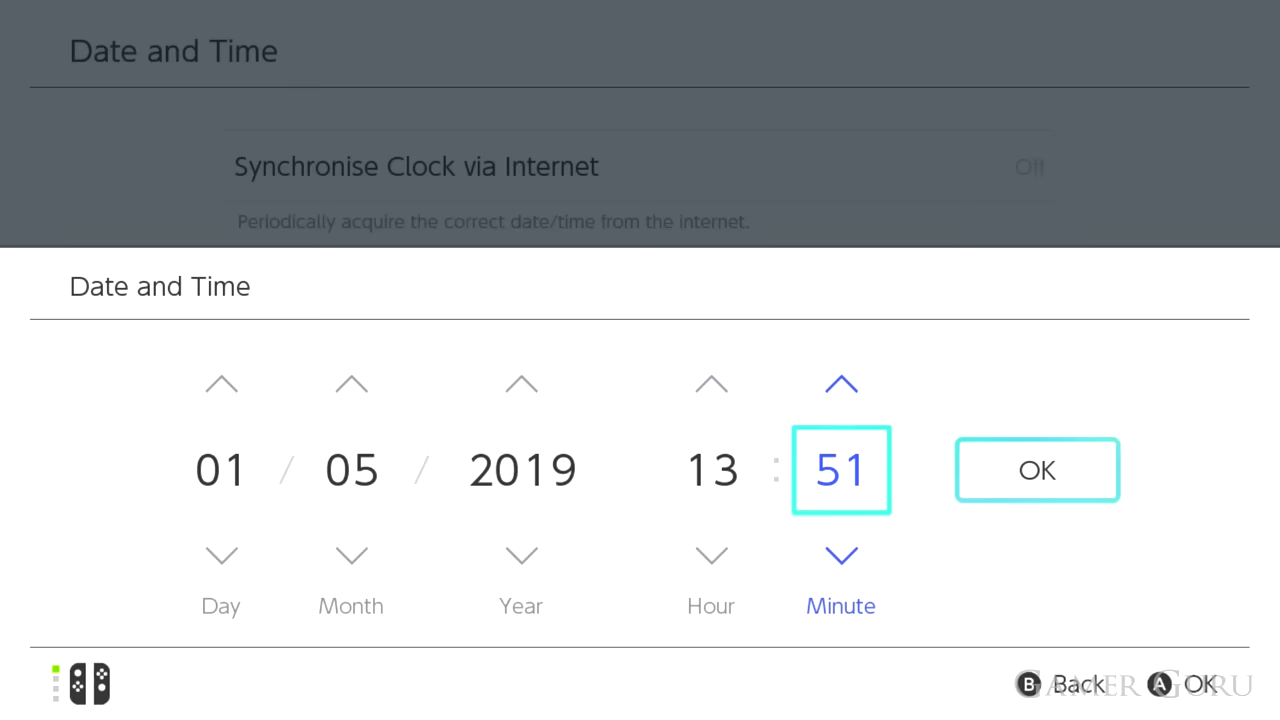 Date and Time
Synchronise Clock via Internet Off
Periodically acquire the correct date/time from the internet.
Date and Time
01 / 05 / 2019 13 : 51 OK
Day Month Year Hour Minute
B Back A OK
GAMER GURU